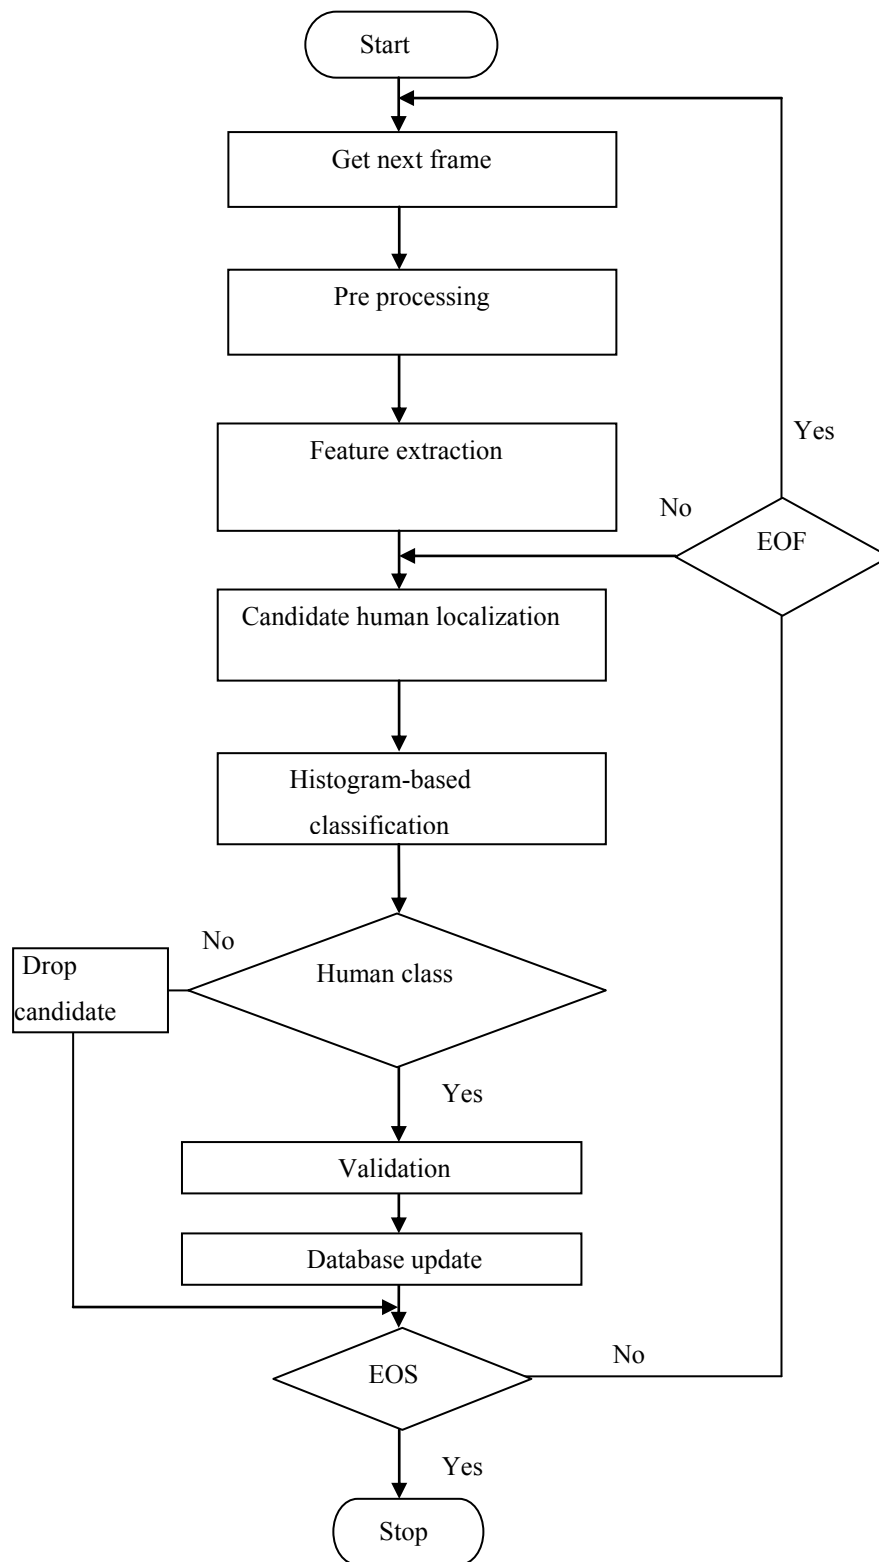 Start
Get next frame
Pre processing
Feature extraction
Yes
No
EOF
Candidate human localization
Histogram-based
classification
No
Human class
Drop
candidate
Yes
Validation
Database update
EOS
No
Yes
Stop